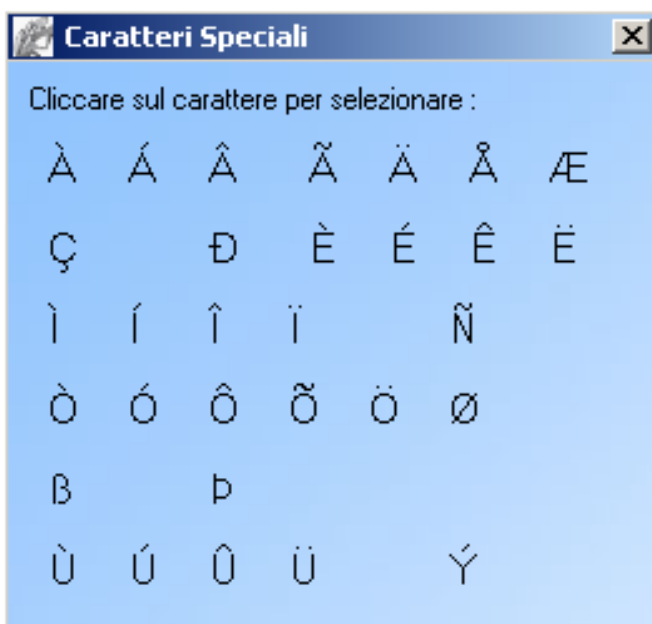 Caratteri Speciali
Cliccare sul carattere per selezionare :
À Á Â Ã Ä Å Æ
Ç Ð È É Ê Ë
Ì Í Î Ï Ñ
Ò Ó Ô Õ Ö Ø
ß Þ
Ù Ú Û Ü Ý